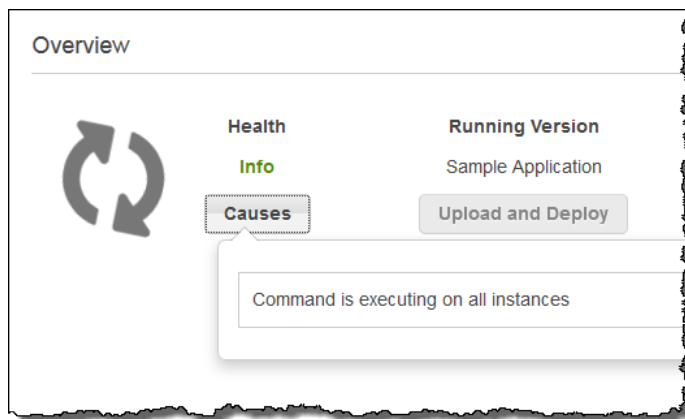 Overview
Health Running Version
Info Sample Application
Causes Upload and Deploy
Command is executing on all instances